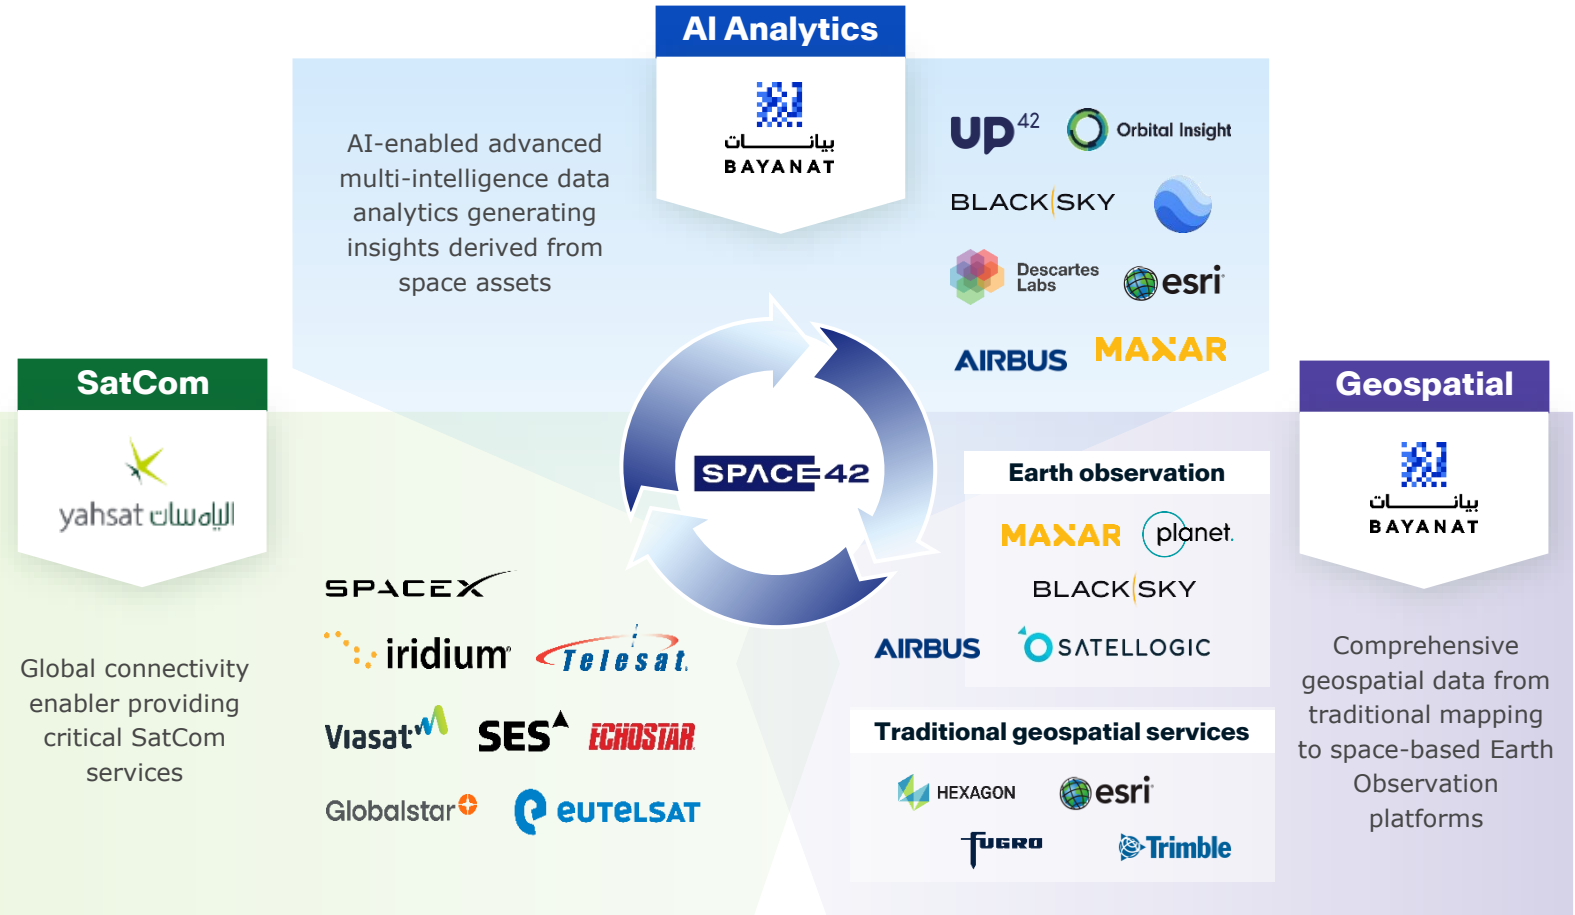 AI Analytics
بيانــــــات
BAYANAT
AI-enabled advanced
multi-intelligence data
analytics generating
insights derived from
space assets
UP42
Orbital Insight
BLACKSKY
Descartes
Labs
esri
AIRBUS
MAXAR
SatCom
yahsat الياه سات
Global connectivity
enabler providing
critical SatCom
services
SPACEX
iridium
Telesat.
Viasat
SES
ECHOSTAR
Globalstar
eUTeLSAT
SPACE42
Geospatial
بيانــــــات
BAYANAT
Comprehensive
geospatial data from
traditional mapping
to space-based Earth
Observation
platforms
Earth observation
MAXAR
planet.
BLACKSKY
AIRBUS
SATELLOGIC
Traditional geospatial services
HEXAGON
esri
FUGRO
Trimble